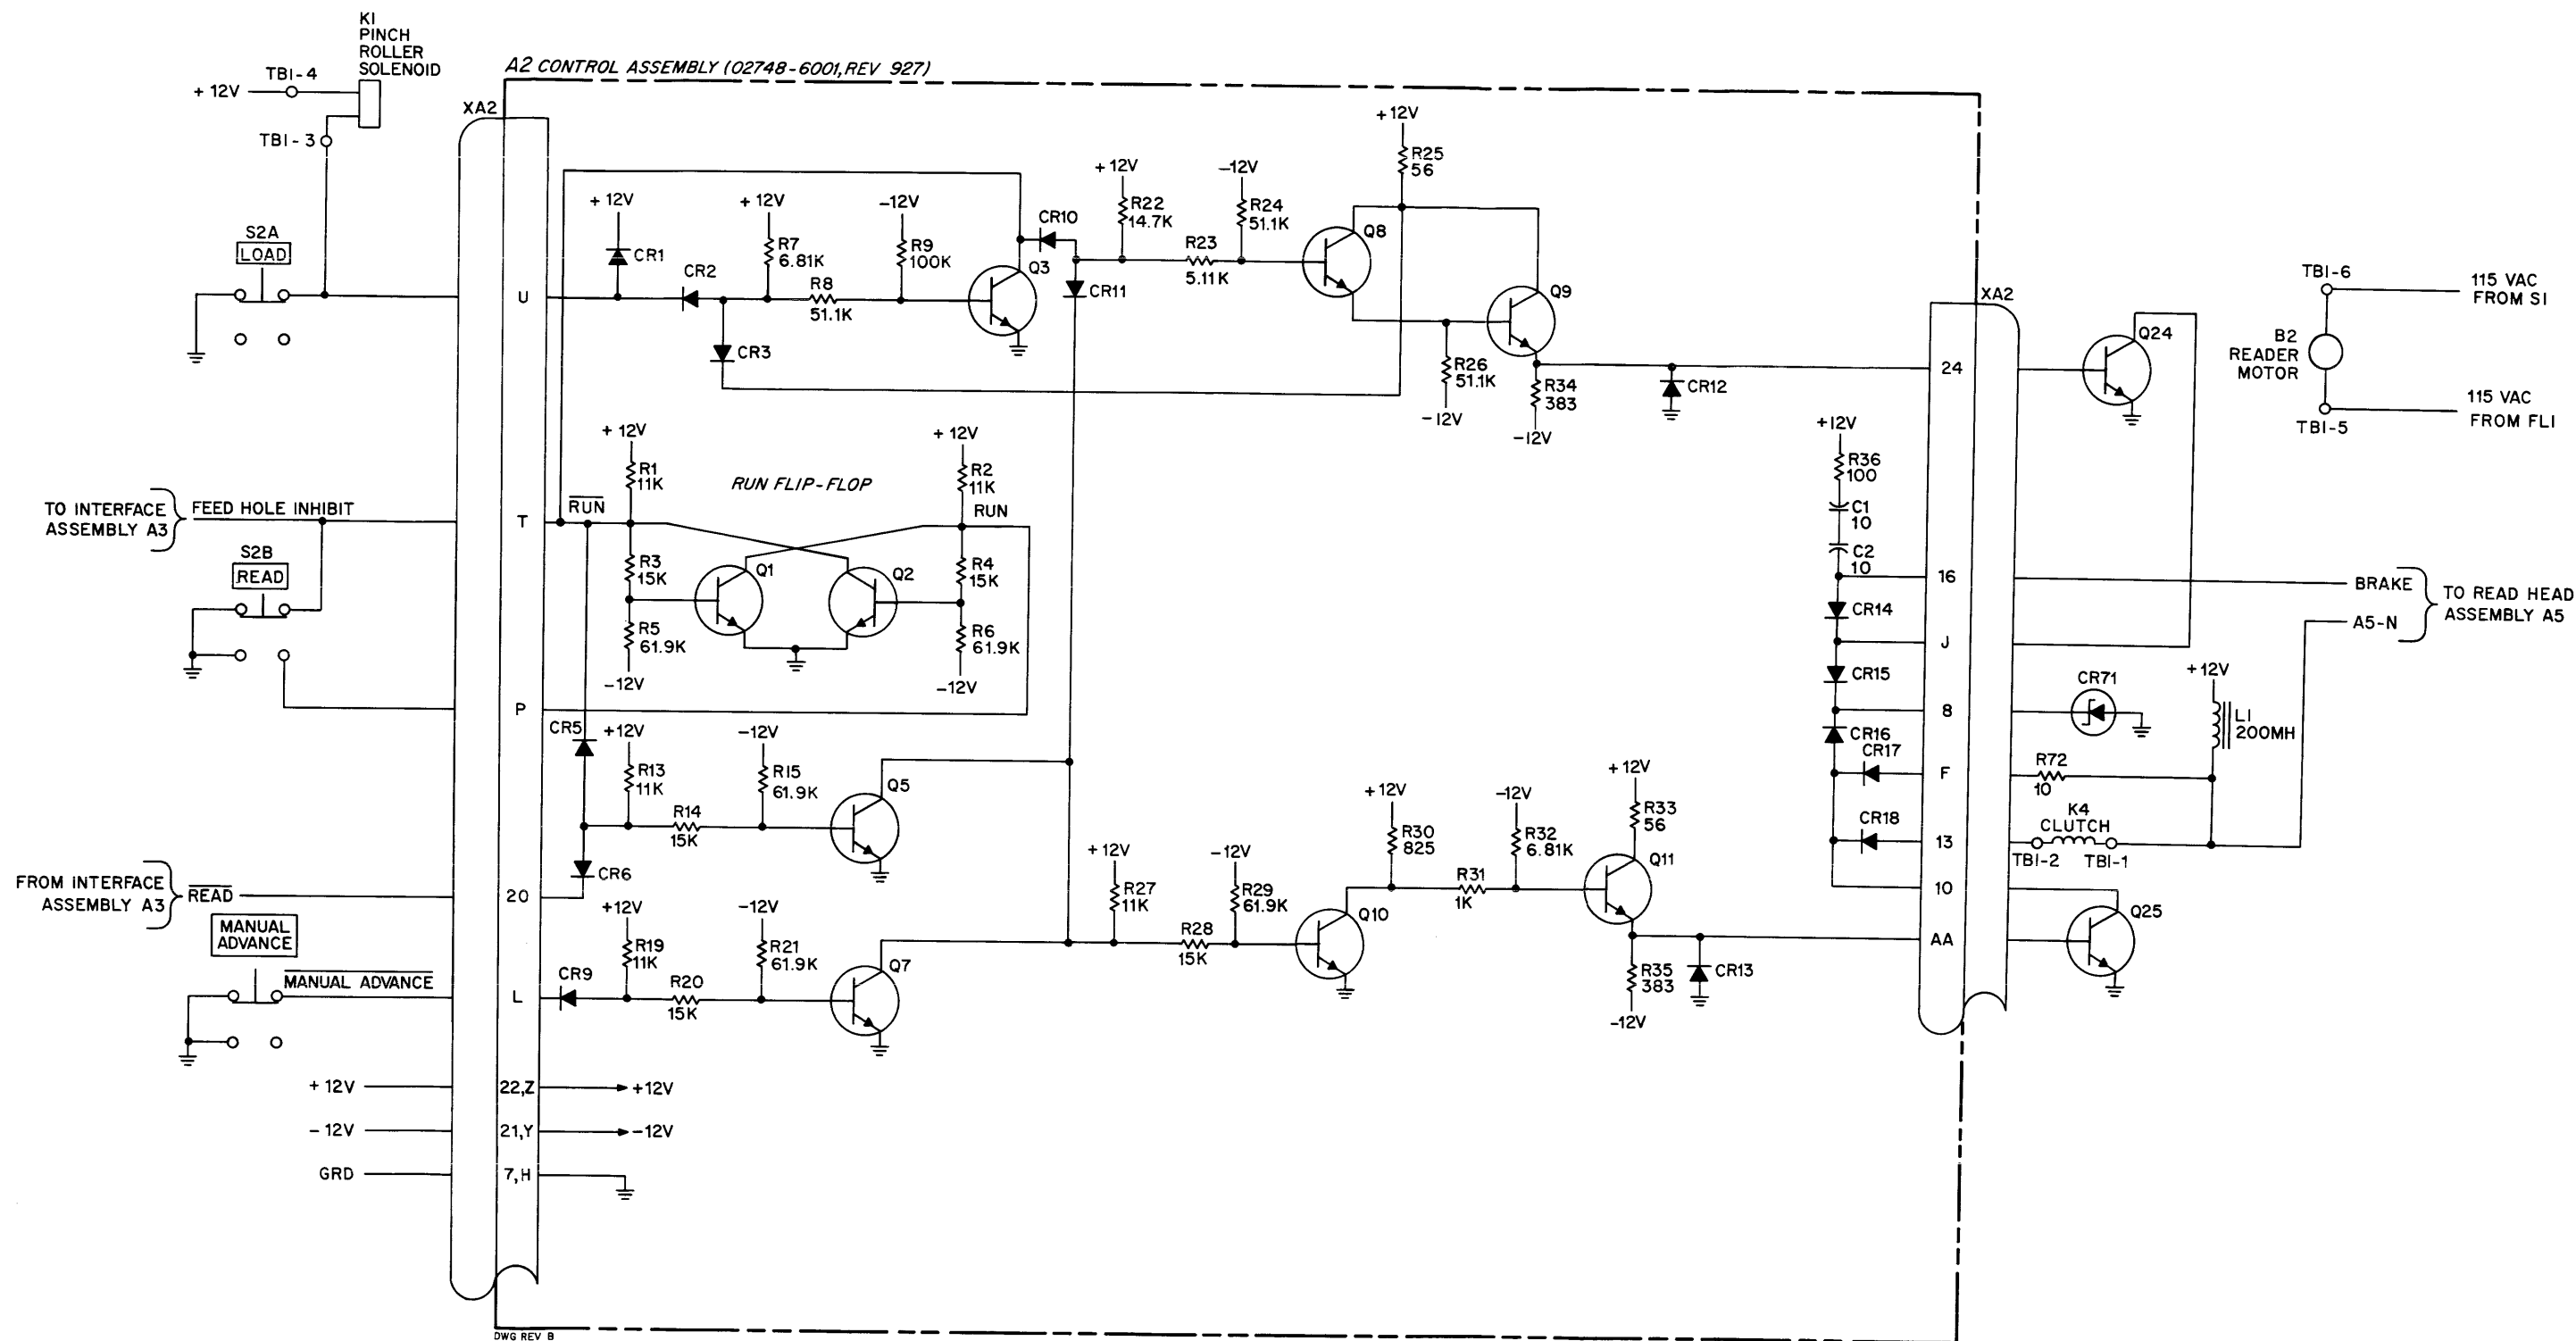 K1
PINCH
ROLLER
SOLENOID
TB1-4
+ 12V
TB1-3
A2 CONTROL ASSEMBLY (02748-6001,REV 927)
XA2
S2A
LOAD
U
+ 12V
CR1
CR2
+ 12V
R7
6.81K
R8
51.1K
-12V
R9
100K
Q3
CR3
CR10
CR11
+ 12V
R22
14.7K
R23
5.11K
-12V
R24
51.1K
Q8
+12V
R25
56
Q9
R26
51.1K
-12V
R34
383
-12V
CR12
XA2
24
Q24
TB1-6
115 VAC
FROM S1
B2
READER
MOTOR
TB1-5
115 VAC
FROM FL1
TO INTERFACE
ASSEMBLY A3
FEED HOLE INHIBIT
T
S2B
READ
P
RUN
+ 12V
R1
11K
R3
15K
R5
61.9K
-12V
RUN FLIP-FLOP
Q1
Q2
+ 12V
R2
11K
RUN
R4
15K
R6
61.9K
-12V
+12V
R36
100
C1
10
C2
10
16
CR14
J
CR15
8
CR16
CR17
F
CR18
13
10
AA
BRAKE
A5-N
TO READ HEAD
ASSEMBLY A5
CR71
+12V
L1
200MH
R72
10
K4
CLUTCH
TB1-2
TB1-1
Q25
CR5
+12V
R13
11K
R14
15K
-12V
R15
61.9K
Q5
CR6
FROM INTERFACE
ASSEMBLY A3
READ
20
MANUAL
ADVANCE
MANUAL ADVANCE
L
CR9
+12V
R19
11K
R20
15K
-12V
R21
61.9K
Q7
+12V
R27
11K
R28
15K
-12V
R29
61.9K
Q10
+12V
R30
825
R31
1K
-12V
R32
6.81K
+12V
R33
56
Q11
R35
383
-12V
CR13
+ 12V
22,Z
+12V
- 12V
21,Y
-12V
GRD
7,H
DWG REV B